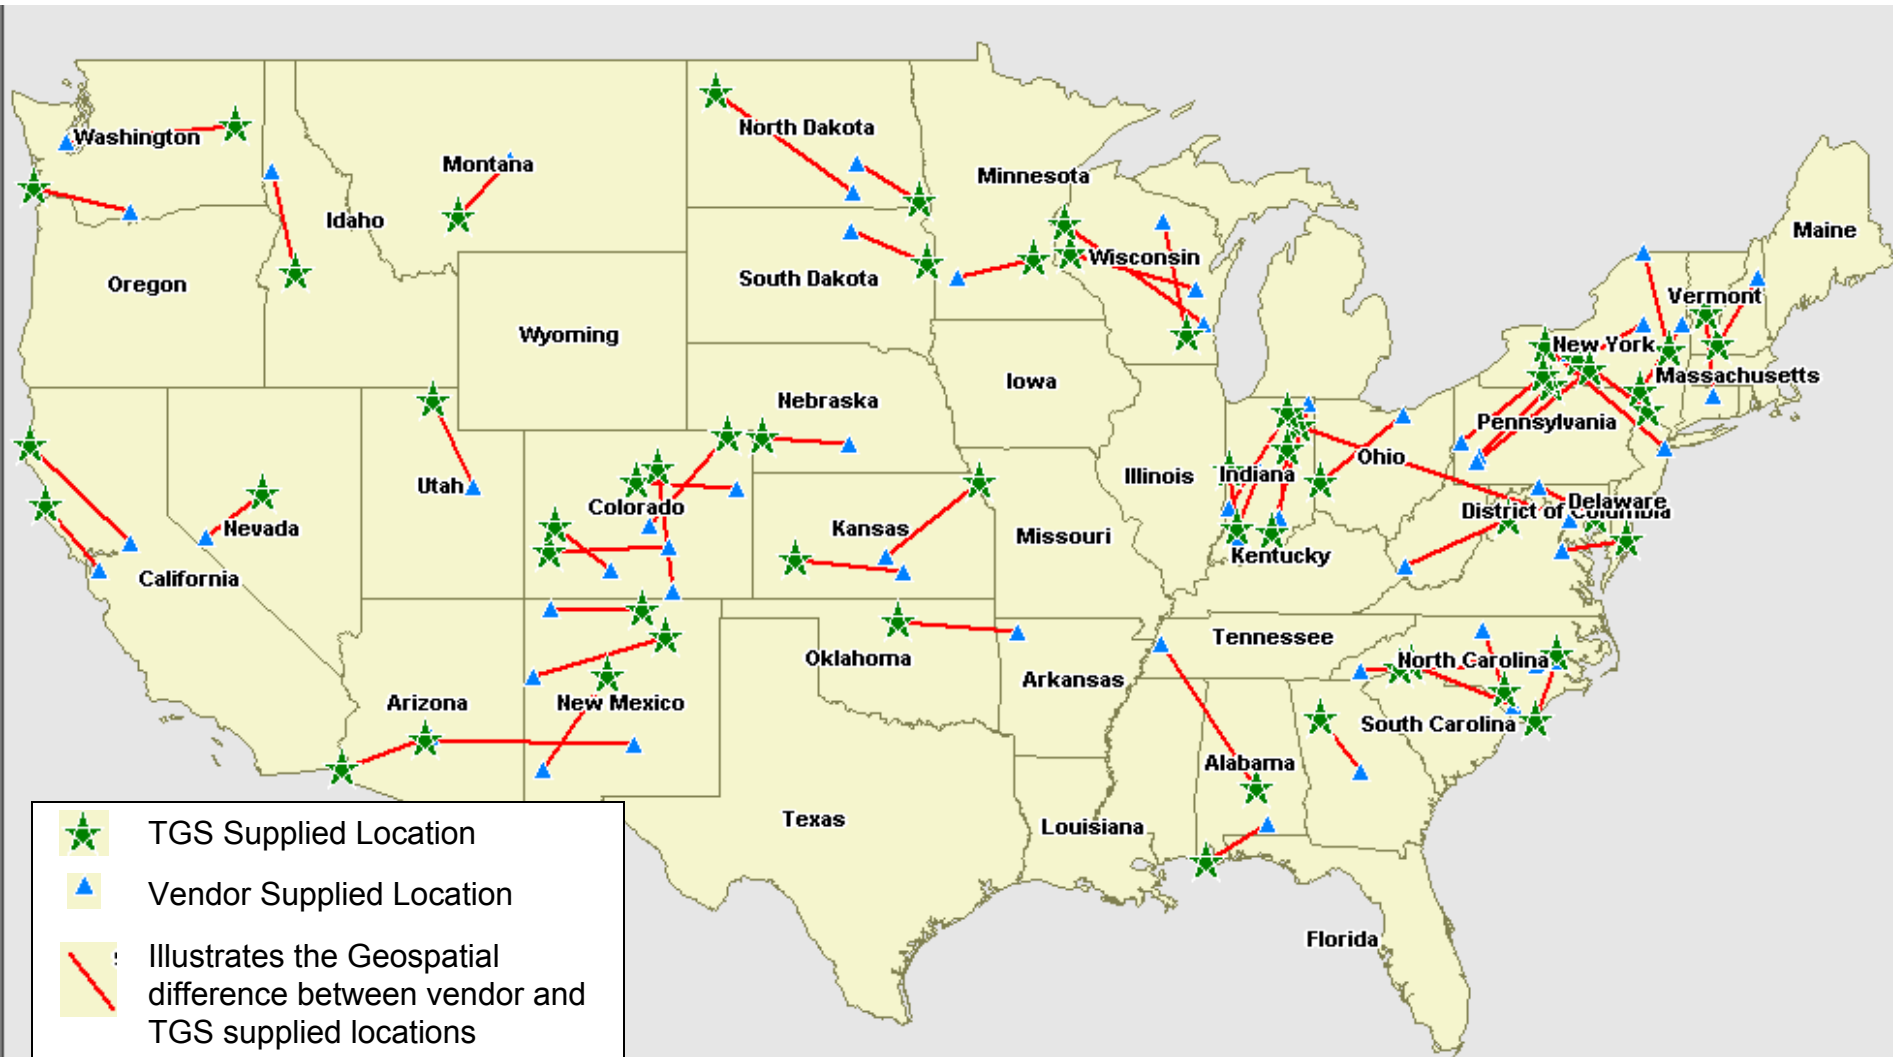 North Dakota
Washington
Montana
Minnesota
Idaho
Maine
Wisconsin
Oregon
South Dakota
Vermont
Wyoming
New York
Massachusetts
Iowa
Nebraska
Pennsylvania
Ohio
Utah
Illinois
Indiana
Colorado
Delaware
District of Columbia
Nevada
Kansas
Missouri
Kentucky
California
Tennessee
Oklahoma
North Carolina
Arkansas
Arizona
New Mexico
South Carolina
Alabama
Texas
Louisiana
TGS Supplied Location
Vendor Supplied Location
Florida
Illustrates the Geospatial
difference between vendor and
TGS supplied locations